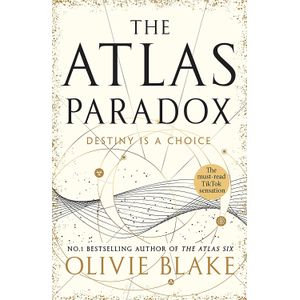 THE
ATLAS
PARADOX
DESTINY IS A CHOICE
The
must-read
TikTok
sensation
NO.1 BESTSELLING AUTHOR OF THE ATLAS SIX
OLIVIE BLAKE